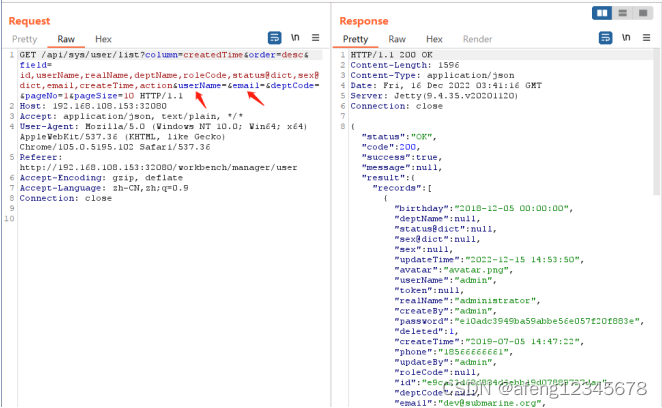 Request
Pretty Raw Hex \n ≡
1 GET /api/sys/user/list?column=createdTime&order=desc&
field=
id,userName,realName,deptName,roleCode,status@dict,sex@
dict,email,createTime,action&userName=&email=&deptCode=
&pageNo=1&pageSize=10 HTTP/1.1
2 Host: 192.168.108.153:32080
3 Accept: application/json, text/plain, */*
4 User-Agent: Mozilla/5.0 (Windows NT 10.0; Win64; x64)
AppleWebKit/537.36 (KHTML, like Gecko)
Chrome/105.0.5195.102 Safari/537.36
5 Referer:
http://192.168.108.153:32080/workbench/manager/user
6 Accept-Encoding: gzip, deflate
7 Accept-Language: zh-CN,zh;q=0.9
8 Connection: close
9
10
Response
Pretty Raw Hex Render \n ≡
1 HTTP/1.1 200 OK
2 Content-Length: 1596
3 Content-Type: application/json
4 Date: Fri, 16 Dec 2022 03:41:16 GMT
5 Server: Jetty(9.4.35.v20201120)
6 Connection: close
7
8 {
"status":"OK",
"code":200,
"success":true,
"message":null,
"result":{
"records":[
{
"birthday":"2018-12-05 00:00:00",
"deptName":null,
"status@dict":null,
"sex@dict":null,
"sex":null,
"updateTime":"2022-12-15 14:53:50",
"avatar":"avatar.png",
"userName":"admin",
"token":null,
"realName":"administrator",
"createBy":"admin",
"password":"e10adc3949ba59abbe56e057f20f883e",
"deleted":1,
"createTime":"2019-07-05 14:47:22",
"phone":"18566666661",
"updateBy":"admin",
"roleCode":null,
"deptCode":null,
"email":"dev@submarine.org",
CSDN @afeng12345678